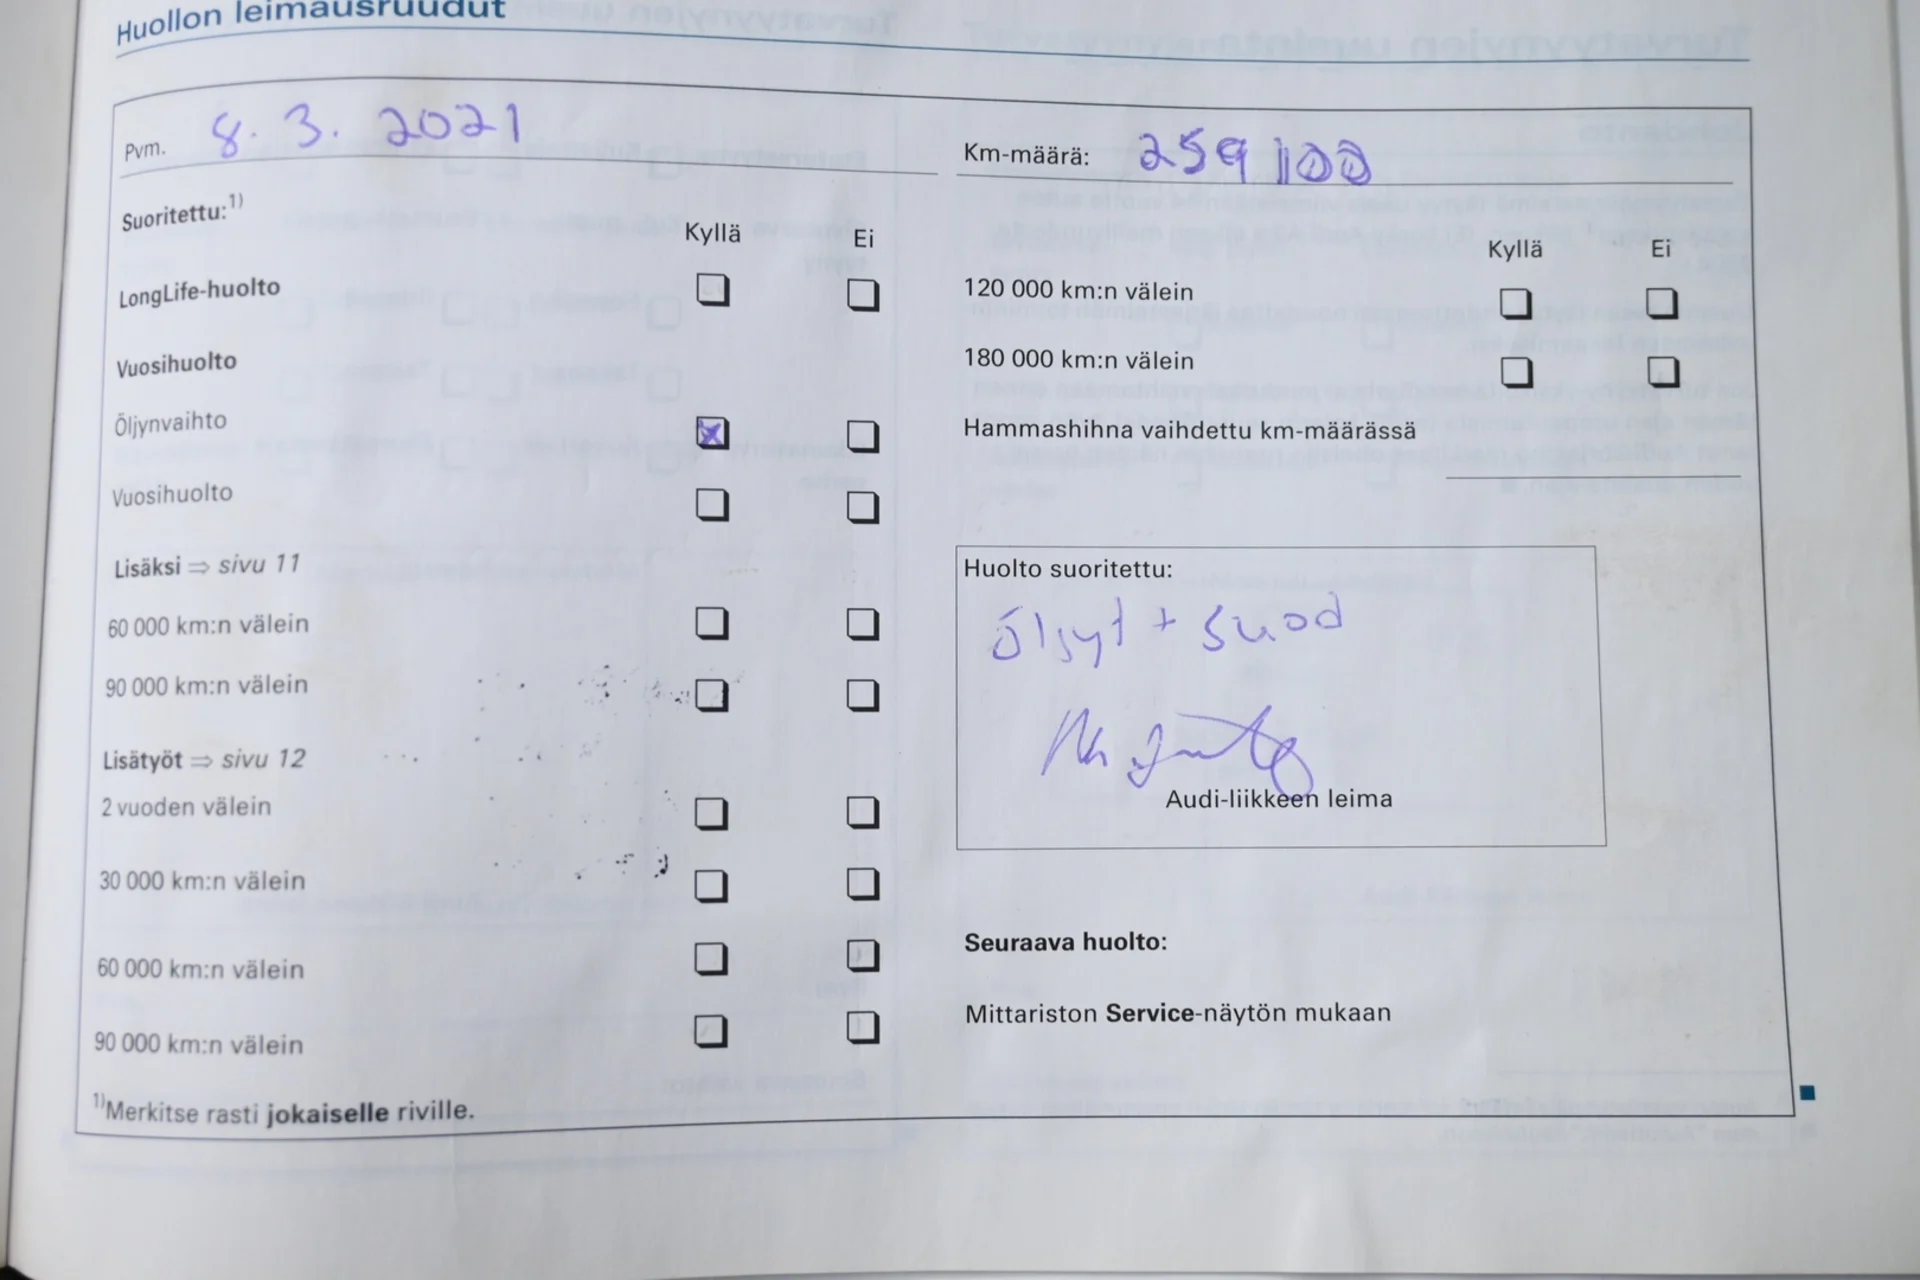 Huollon leimausruudut
Pvm. 8.3.2021
Km-määrä: 259 100
Suoritettu:1)
Kyllä Ei
Kyllä Ei
LongLife-huolto
120 000 km:n välein
Vuosihuolto
180 000 km:n välein
Öljynvaihto
Hammashihna vaihdettu km-määrässä
Vuosihuolto
Lisäksi ⇒ sivu 11
Huolto suoritettu:
60 000 km:n välein
öljyt + suod
90 000 km:n välein
Lisätyöt ⇒ sivu 12
Audi-liikkeen leima
2 vuoden välein
30 000 km:n välein
Seuraava huolto:
60 000 km:n välein
Mittariston Service-näytön mukaan
90 000 km:n välein
1)Merkitse rasti jokaiselle riville.